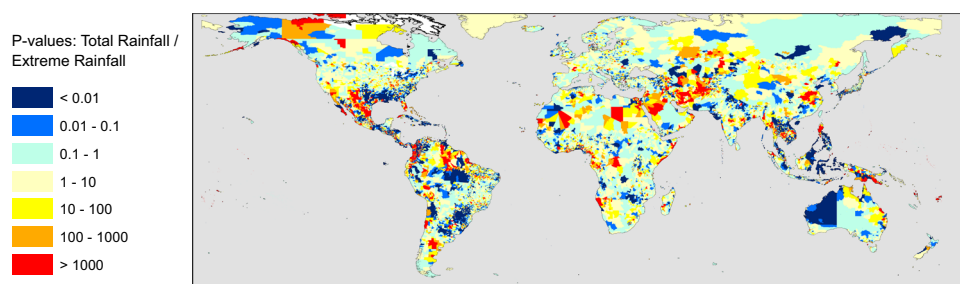 P-values: Total Rainfall /
Extreme Rainfall
< 0.01
0.01 - 0.1
0.1 - 1
1 - 10
10 - 100
100 - 1000
> 1000